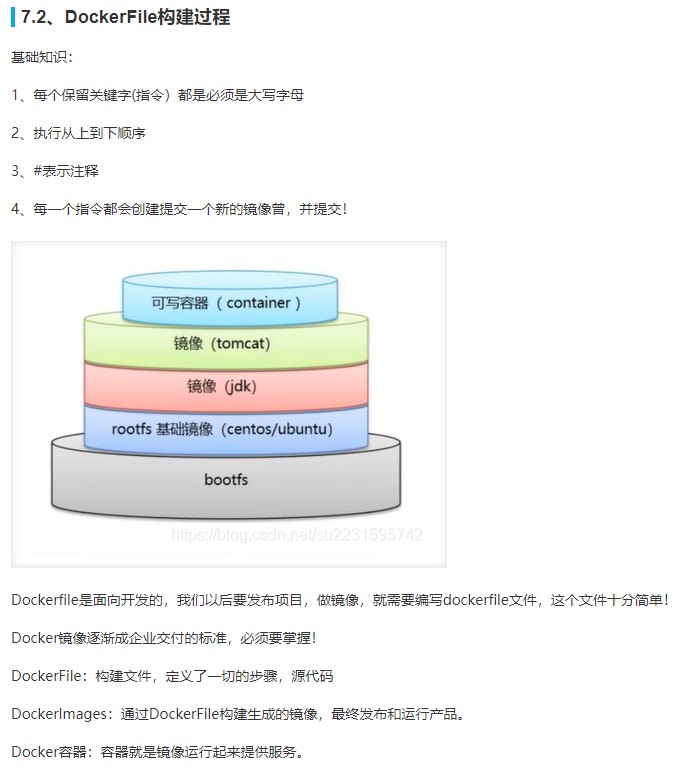 7.2、DockerFile构建过程
基础知识：
1、每个保留关键字(指令）都是必须是大写字母
2、执行从上到下顺序
3、#表示注释
4、每一个指令都会创建提交一个新的镜像曾，并提交！
可写容器（ container ）
镜像（tomcat）
镜像（jdk）
rootfs 基础镜像（centos/ubuntu）
bootfs
https://blog.csdn.net/su2231595742
Dockerfile是面向开发的，我们以后要发布项目，做镜像，就需要编写dockerfile文件，这个文件十分简单！
Docker镜像逐渐成企业交付的标准，必须要掌握！
DockerFile：构建文件，定义了一切的步骤，源代码
DockerImages：通过DockerFile构建生成的镜像，最终发布和运行产品。
Docker容器：容器就是镜像运行起来提供服务。